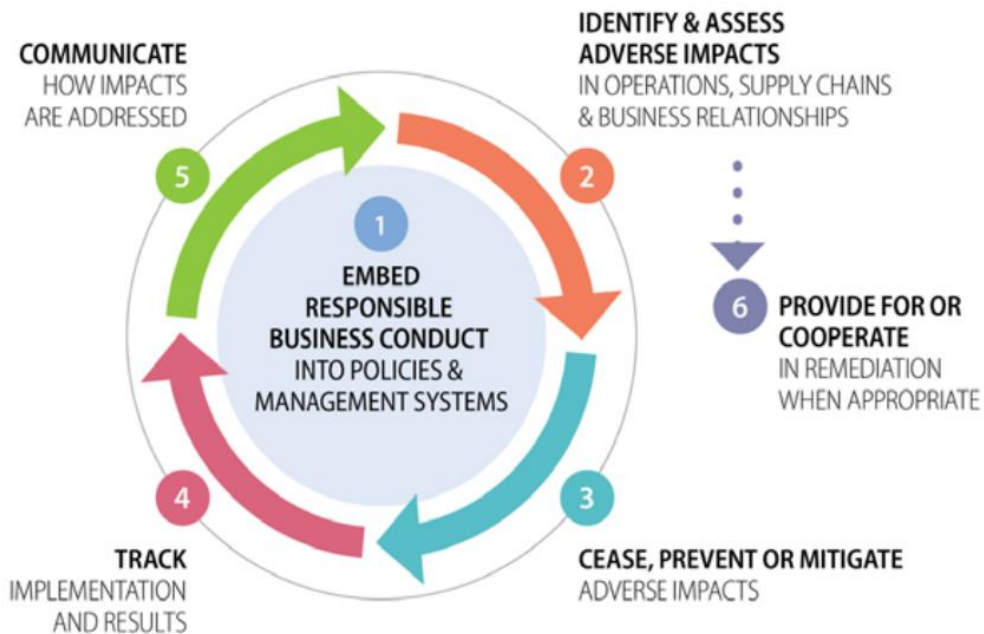 1
EMBED
RESPONSIBLE
BUSINESS CONDUCT
INTO POLICIES &
MANAGEMENT SYSTEMS
2
IDENTIFY & ASSESS
ADVERSE IMPACTS
IN OPERATIONS, SUPPLY CHAINS
& BUSINESS RELATIONSHIPS
3
CEASE, PREVENT OR MITIGATE
ADVERSE IMPACTS
4
TRACK
IMPLEMENTATION
AND RESULTS
5
COMMUNICATE
HOW IMPACTS
ARE ADDRESSED
6
PROVIDE FOR OR
COOPERATE
IN REMEDIATION
WHEN APPROPRIATE